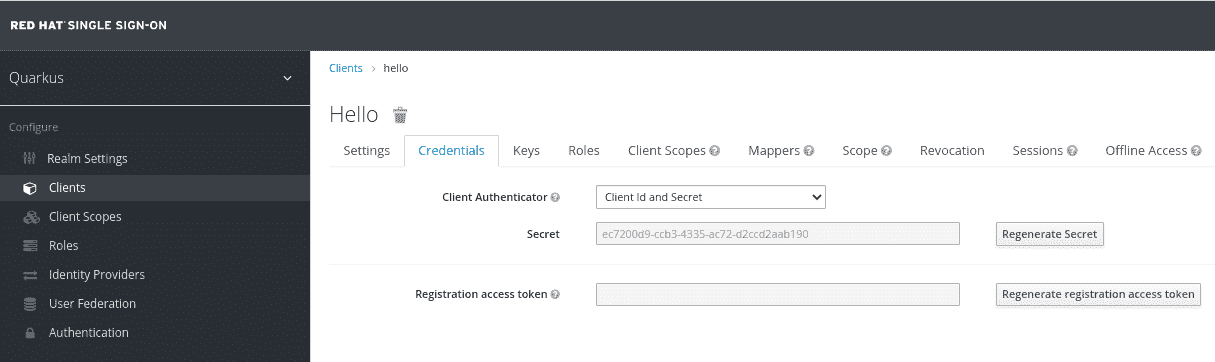 RED HAT SINGLE SIGN-ON
Quarkus
Configure
Realm Settings
Clients
Client Scopes
Roles
Identity Providers
User Federation
Authentication
Clients > hello
Hello
Settings Credentials Keys Roles Client Scopes Mappers Scope Revocation Sessions Offline Access
Client Authenticator Client Id and Secret
Secret ec7200d9-ccb3-4335-ac72-d2ccd2aab190 Regenerate Secret
Registration access token Regenerate registration access token